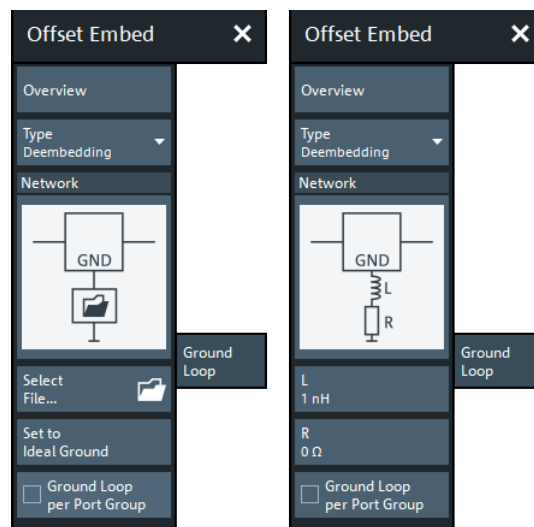 Offset Embed
Overview
Type
Deembedding
Network
GND
Select
File...
Set to
Ideal Ground
Ground Loop
per Port Group
Ground
Loop
Offset Embed
Overview
Type
Deembedding
Network
GND
L
R
L
1 nH
R
0 Ω
Ground Loop
per Port Group
Ground
Loop